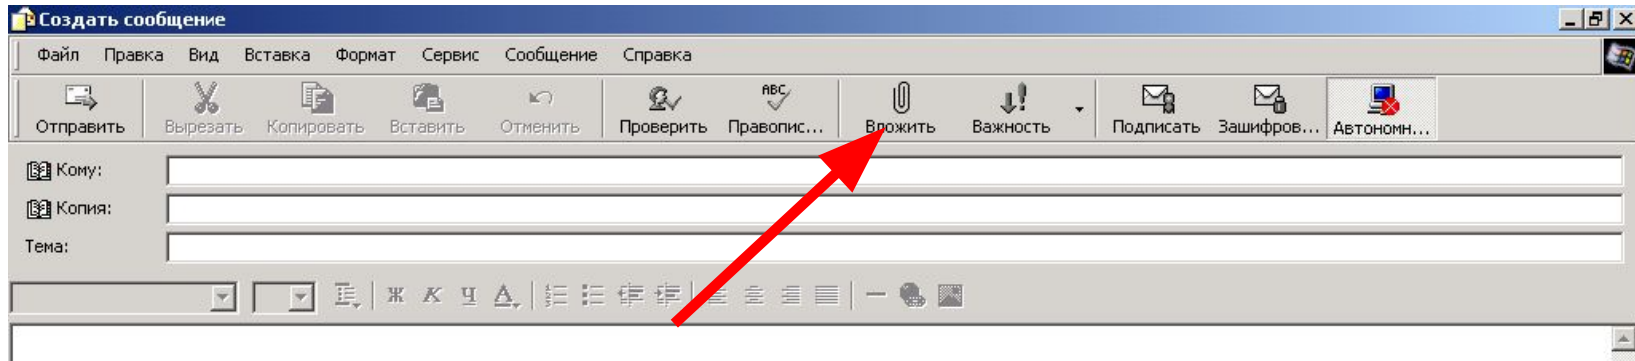 Создать сообщение
Файл Правка Вид Вставка Формат Сервис Сообщение Справка
ABC
Отправить Вырезать Копировать Вставить Отменить Проверить Правопис... Вложить Важность Подписать Зашифров... Автономн...
Кому:
Копия:
Тема:
Ж К Ч А